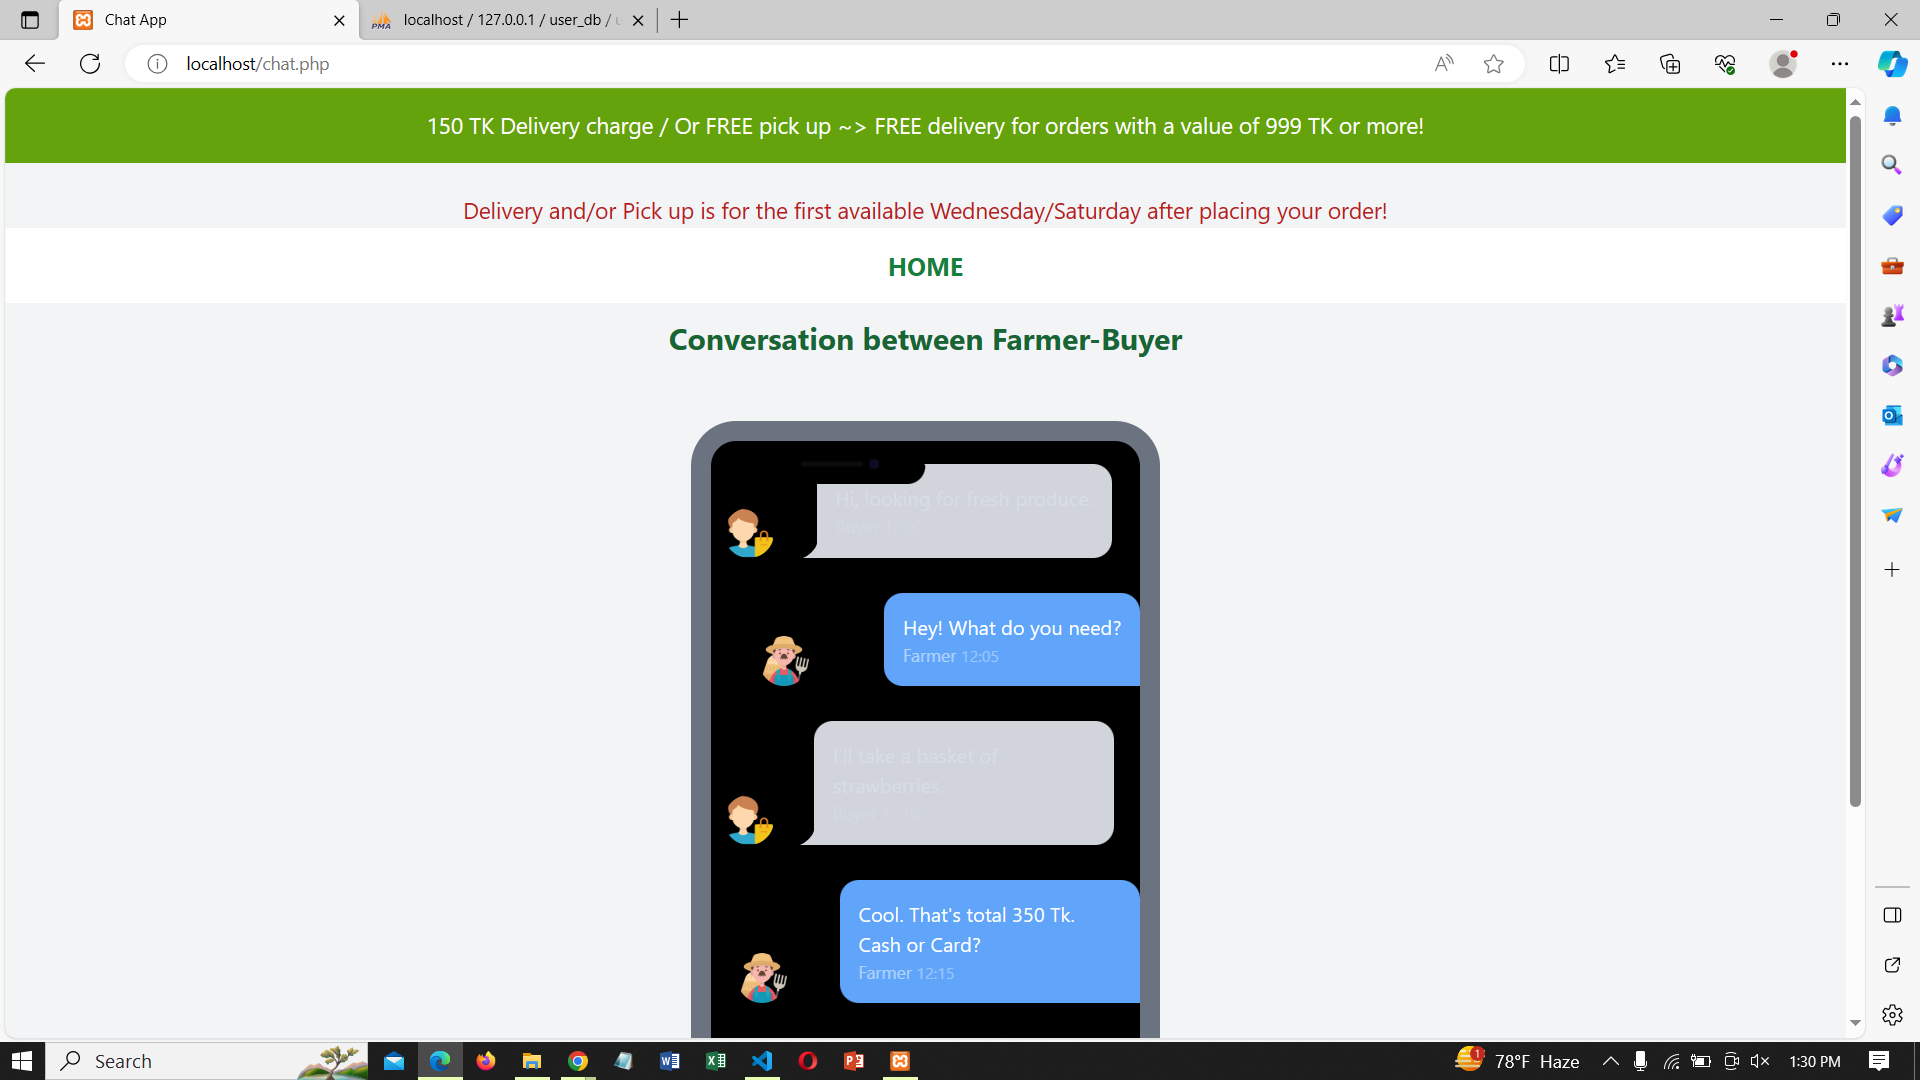 Chat App
localhost / 127.0.0.1 / user_db / u
localhost/chat.php
150 TK Delivery charge / Or FREE pick up ~> FREE delivery for orders with a value of 999 TK or more!
Delivery and/or Pick up is for the first available Wednesday/Saturday after placing your order!
HOME
Conversation between Farmer-Buyer
Hi, looking for fresh produce.
Buyer 12:00
Hey! What do you need?
Farmer 12:05
I'll take a basket of
strawberries.
Buyer 12:10
Cool. That's total 350 Tk.
Cash or Card?
Farmer 12:15
Search
1
78°F Haze
1:30 PM